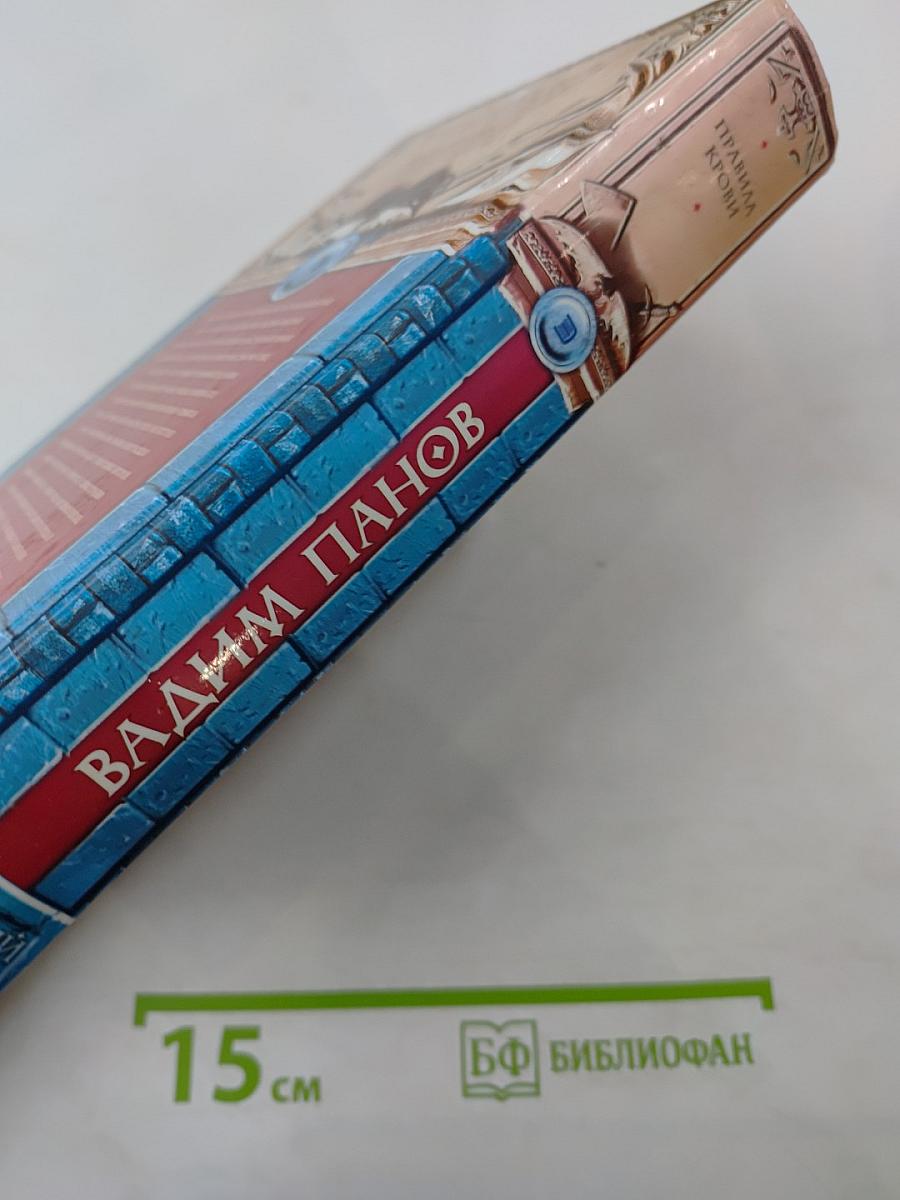 ПРАВИЛА
КРОВИ
ВАДИМ ПАНОВ
15 см
БФ БИБЛИОФАН